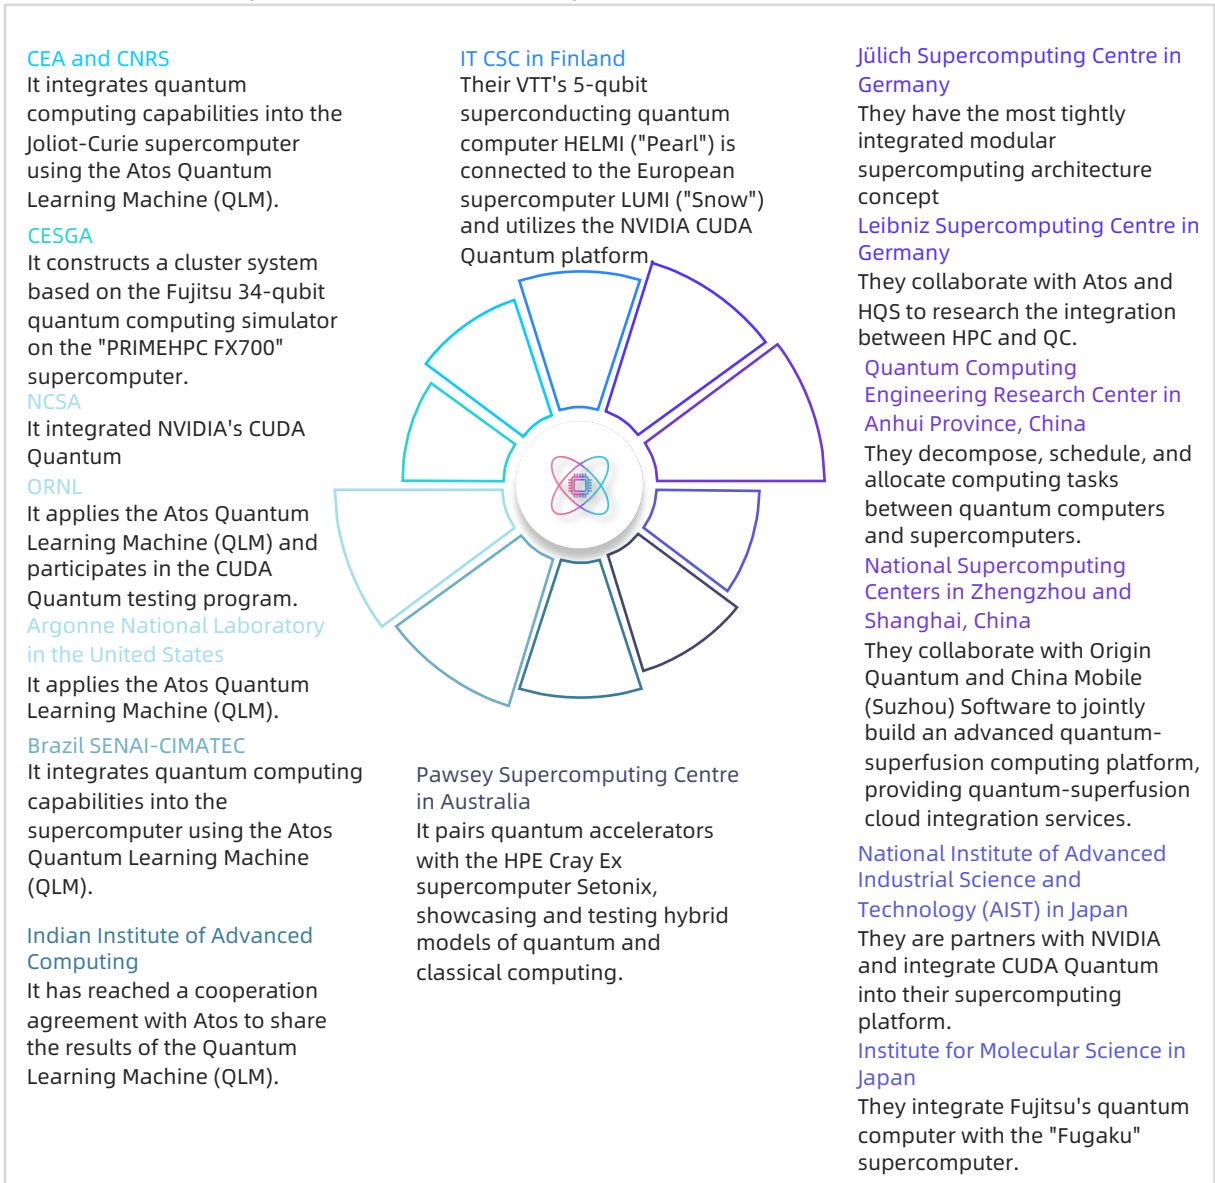 CEA and CNRS
It integrates quantum
computing capabilities into the
Joliot-Curie supercomputer
using the Atos Quantum
Learning Machine (QLM).
CESGA
It constructs a cluster system
based on the Fujitsu 34-qubit
quantum computing simulator
on the "PRIMEHPC FX700"
supercomputer.
NCSA
It integrated NVIDIA's CUDA
Quantum
ORNL
It applies the Atos Quantum
Learning Machine (QLM) and
participates in the CUDA
Quantum testing program.
Argonne National Laboratory
in the United States
It applies the Atos Quantum
Learning Machine (QLM).
Brazil SENAI-CIMATEC
It integrates quantum computing
capabilities into the
supercomputer using the Atos
Quantum Learning Machine
(QLM).
Indian Institute of Advanced
Computing
It has reached a cooperation
agreement with Atos to share
the results of the Quantum
Learning Machine (QLM).
IT CSC in Finland
Their VTT's 5-qubit
superconducting quantum
computer HELMI ("Pearl") is
connected to the European
supercomputer LUMI ("Snow")
and utilizes the NVIDIA CUDA
Quantum platform.
Pawsey Supercomputing Centre
in Australia
It pairs quantum accelerators
with the HPE Cray Ex
supercomputer Setonix,
showcasing and testing hybrid
models of quantum and
classical computing.
Jülich Supercomputing Centre in
Germany
They have the most tightly
integrated modular
supercomputing architecture
concept
Leibniz Supercomputing Centre in
Germany
They collaborate with Atos and
HQS to research the integration
between HPC and QC.
Quantum Computing
Engineering Research Center in
Anhui Province, China
They decompose, schedule, and
allocate computing tasks
between quantum computers
and supercomputers.
National Supercomputing
Centers in Zhengzhou and
Shanghai, China
They collaborate with Origin
Quantum and China Mobile
(Suzhou) Software to jointly
build an advanced quantum-
superfusion computing platform,
providing quantum-superfusion
cloud integration services.
National Institute of Advanced
Industrial Science and
Technology (AIST) in Japan
They are partners with NVIDIA
and integrate CUDA Quantum
into their supercomputing
platform.
Institute for Molecular Science in
Japan
They integrate Fujitsu's quantum
computer with the "Fugaku"
supercomputer.